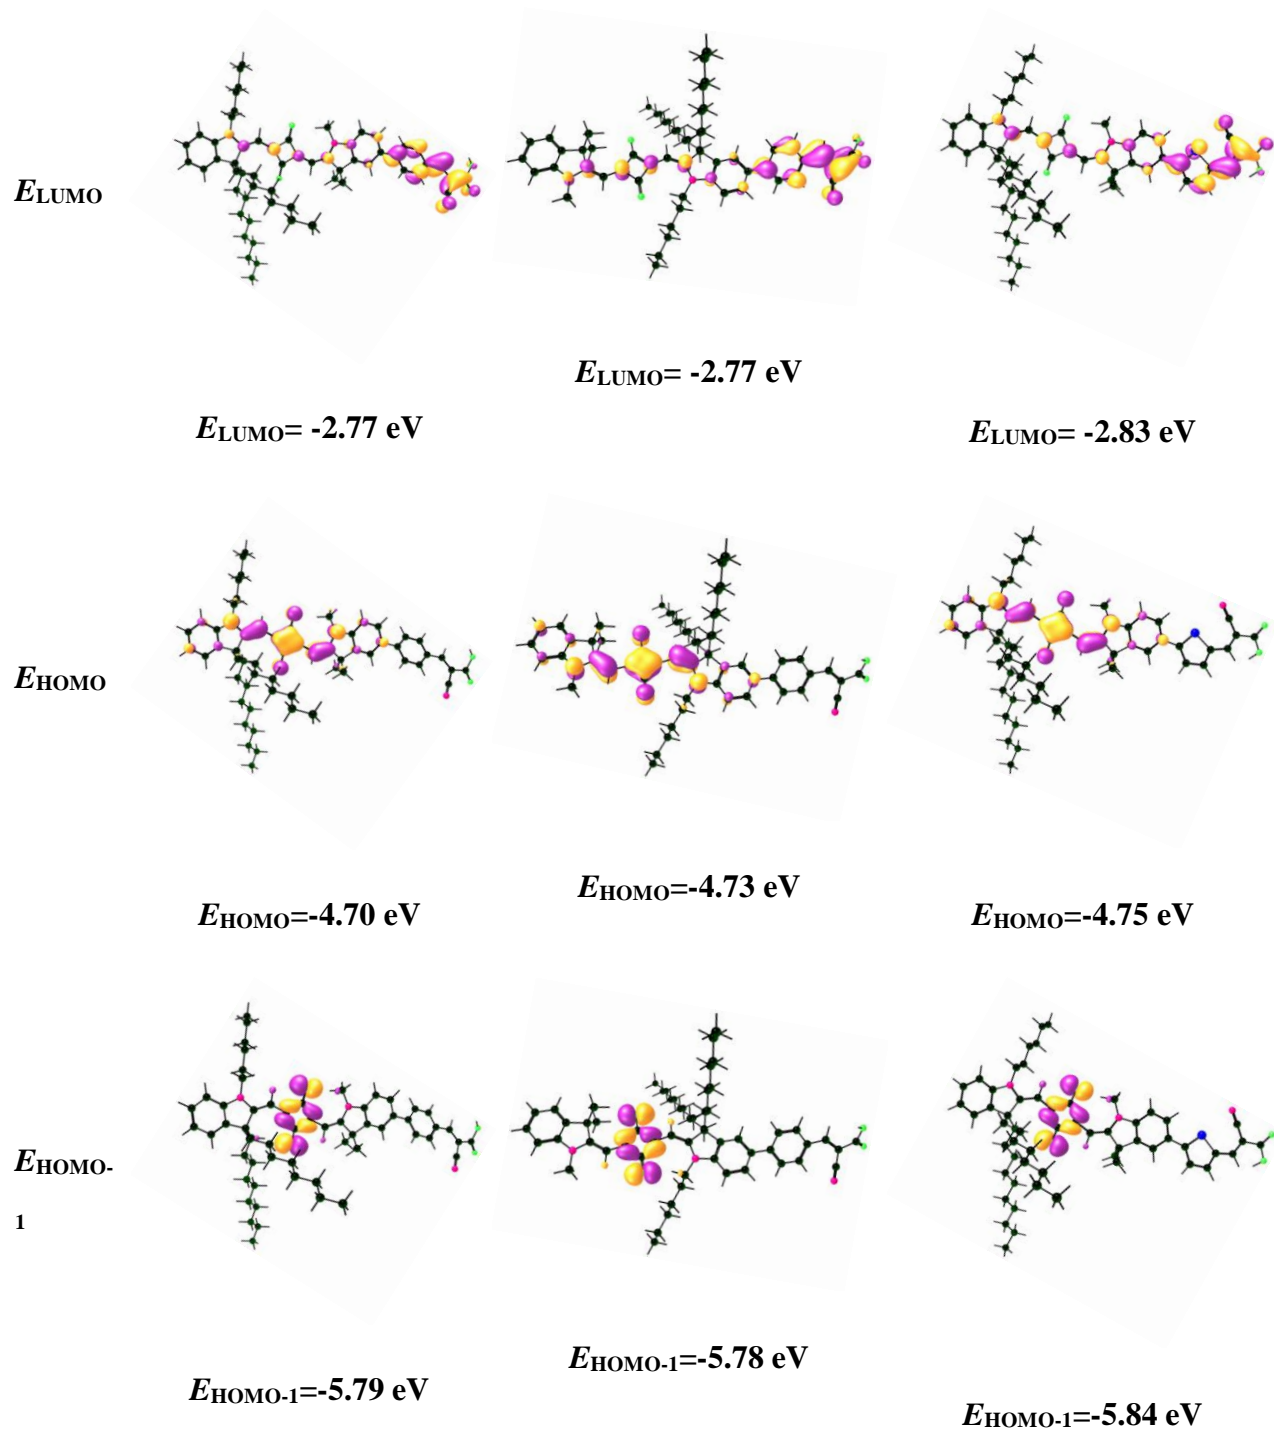 ELUMO
ELUMO= -2.77 eV
ELUMO= -2.77 eV
ELUMO= -2.83 eV
EHOMO
EHOMO=-4.73 eV
EHOMO=-4.70 eV
EHOMO=-4.75 eV
EHOMO-
1
EHOMO-1=-5.78 eV
EHOMO-1=-5.79 eV
EHOMO-1=-5.84 eV